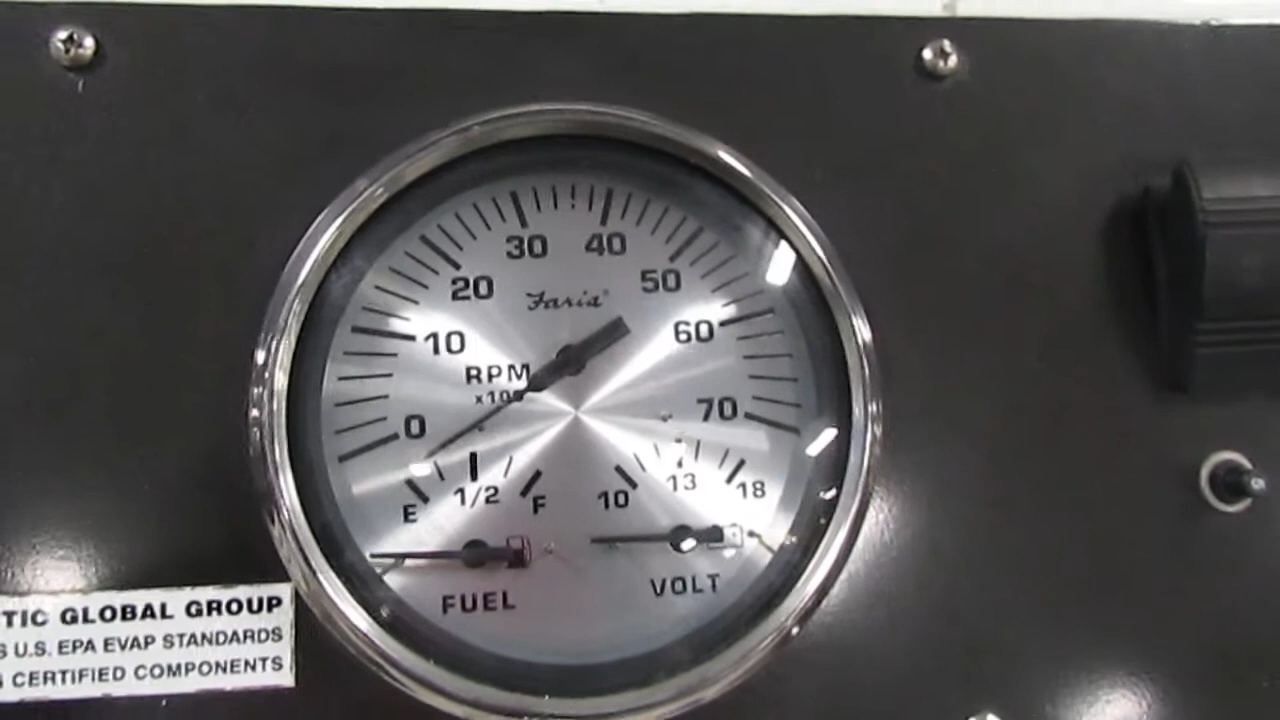 30 40
20 50
Faria®
10 60
RPM
x100
0 70
1/2 13
E F 10 18
FUEL VOLT
TIC GLOBAL GROUP
S U.S. EPA EVAP STANDARDS
CERTIFIED COMPONENTS